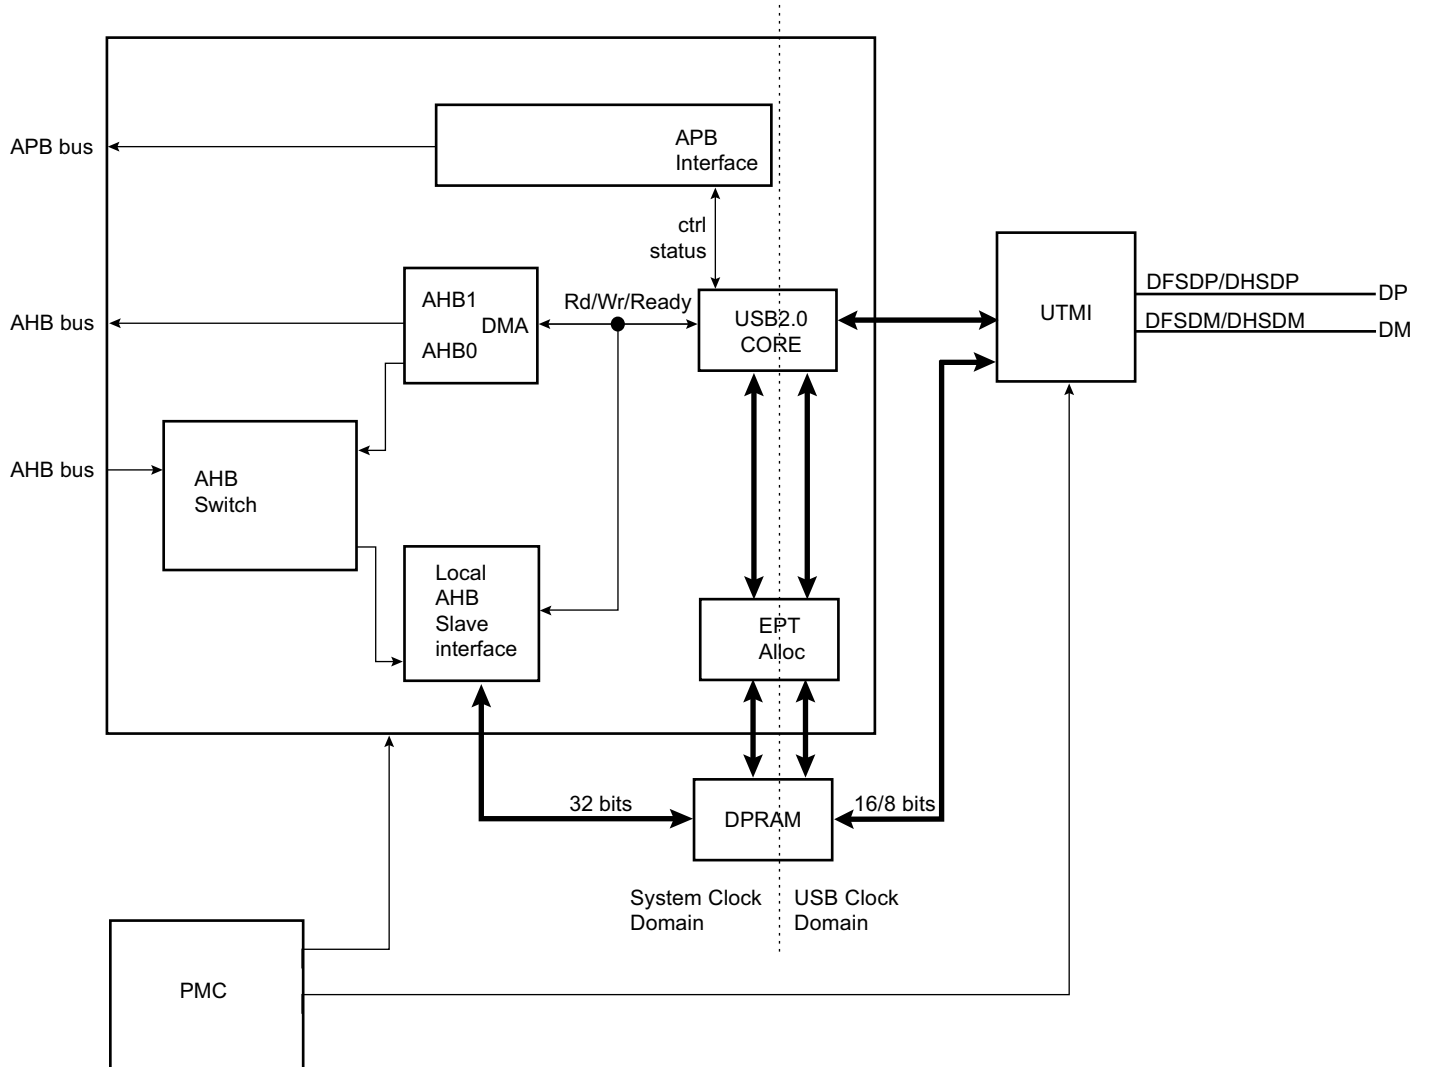 APB bus
APB
Interface
ctrl
status
AHB bus
AHB1
DMA
AHB0
Rd/Wr/Ready
USB2.0
CORE
UTMI
DFSDP/DHSDP
DP
DFSDM/DHSDM
DM
AHB bus
AHB
Switch
Local
AHB
Slave
interface
EPT
Alloc
32 bits
DPRAM
16/8 bits
System Clock
Domain
USB Clock
Domain
PMC